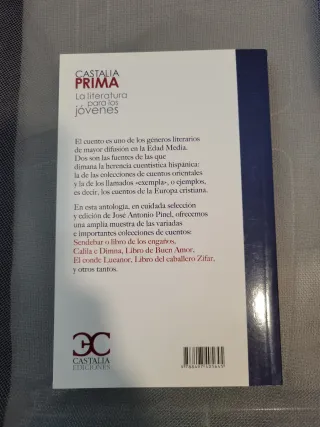 CASTALIA
PRIMA
La literatura
para los
jóvenes
El cuento es uno de los géneros literarios
de mayor difusión en la Edad Media.
Dos son las fuentes de las que
dimana la herencia cuentística hispánica:
la de las colecciones de cuentos orientales
y la de los llamados «exempla», o ejemplos,
es decir, los cuentos de la Europa cristiana.
En esta antología, en cuidada selección
y edición de José Antonio Pinel, ofrecemos
una amplia muestra de las variadas
e importantes colecciones de cuentos:
Sendebar o libro de los engaños,
Calila e Dimna, Libro de Buen Amor,
El conde Lucanor, Libro del caballero Zifar,
y otros tantos.
CASTALIA
EDICIONES